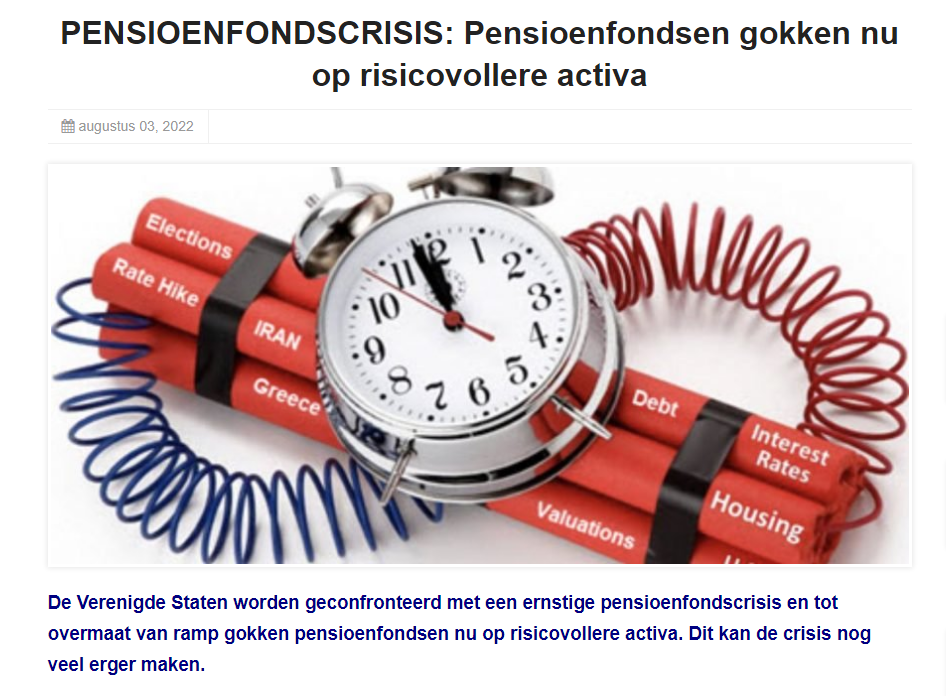 PENSIOENFONDSCRISIS: Pensioenfondsen gokken nu
op risicovollere activa
augustus 03, 2022
Elections
Rate Hike
IRAN
Greece
11 12 1
10 2
9 3
8 4
7 6 5
Debt
Interest
Rates
Housing
Valuations
De Verenigde Staten worden geconfronteerd met een ernstige pensioenfondscrisis en tot
overmaat van ramp gokken pensioenfondsen nu op risicovollere activa. Dit kan de crisis nog
veel erger maken.